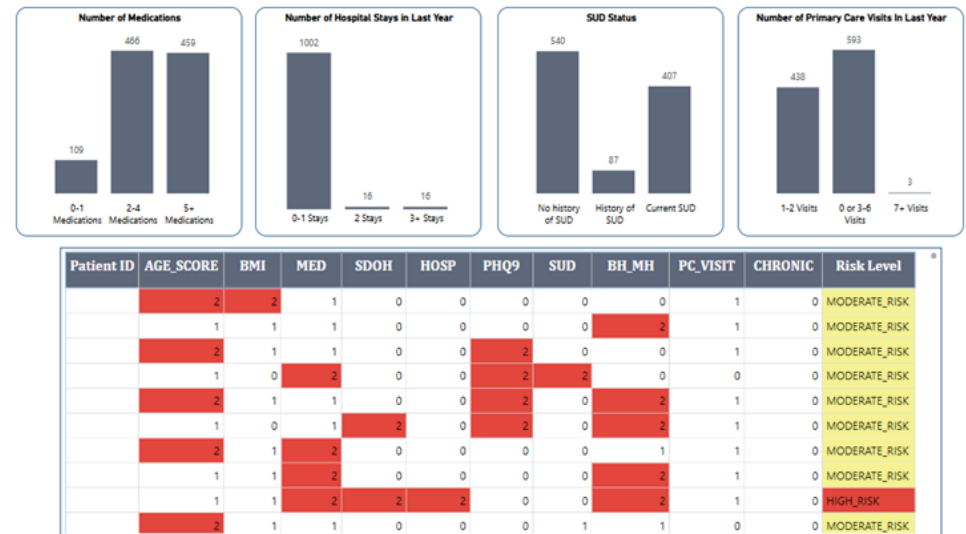 Number of Medications
466
459
109
0-1 Medications
2-4 Medications
5+ Medications
Number of Hospital Stays in Last Year
1002
16
16
0-1 Stays
2 Stays
3+ Stays
SUD Status
540
407
87
No history of SUD
History of SUD
Current SUD
Number of Primary Care Visits In Last Year
593
438
3
1-2 Visits
0 or 3-6 Visits
7+ Visits
Patient ID AGE_SCORE BMI MED SDOH HOSP PHQ9 SUD BH_MH PC_VISIT CHRONIC Risk Level
2 2 1 0 0 0 0 0 1 0 MODERATE_RISK
1 1 1 0 0 0 0 2 1 0 MODERATE_RISK
2 1 1 0 0 2 0 0 1 0 MODERATE_RISK
1 0 2 0 0 2 2 0 0 0 MODERATE_RISK
2 1 1 0 0 2 0 2 1 0 MODERATE_RISK
1 0 1 2 0 2 0 2 1 0 MODERATE_RISK
2 1 2 0 0 0 0 1 1 0 MODERATE_RISK
1 1 2 0 0 0 0 2 1 0 MODERATE_RISK
1 1 2 2 2 0 0 2 1 0 HIGH_RISK
2 1 1 0 0 0 1 1 0 0 MODERATE_RISK